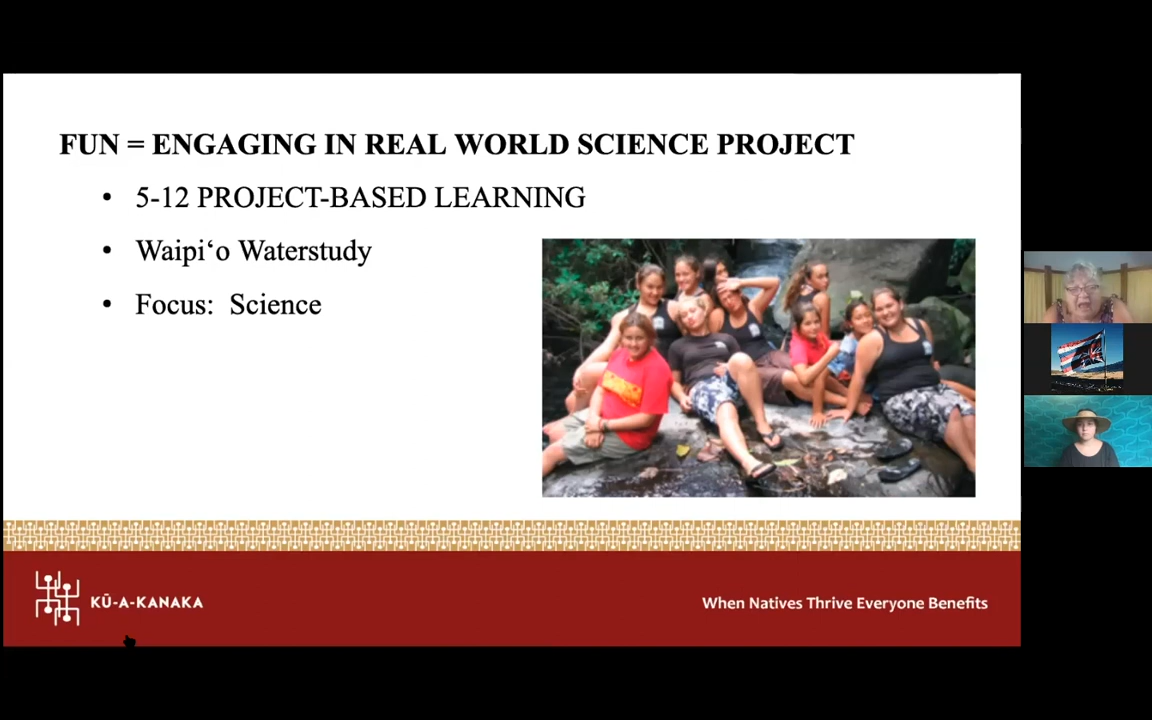 FUN = ENGAGING IN REAL WORLD SCIENCE PROJECT
• 5-12 PROJECT-BASED LEARNING
• Waipiʻo Waterstudy
• Focus: Science
KŪ-A-KANAKA
When Natives Thrive Everyone Benefits